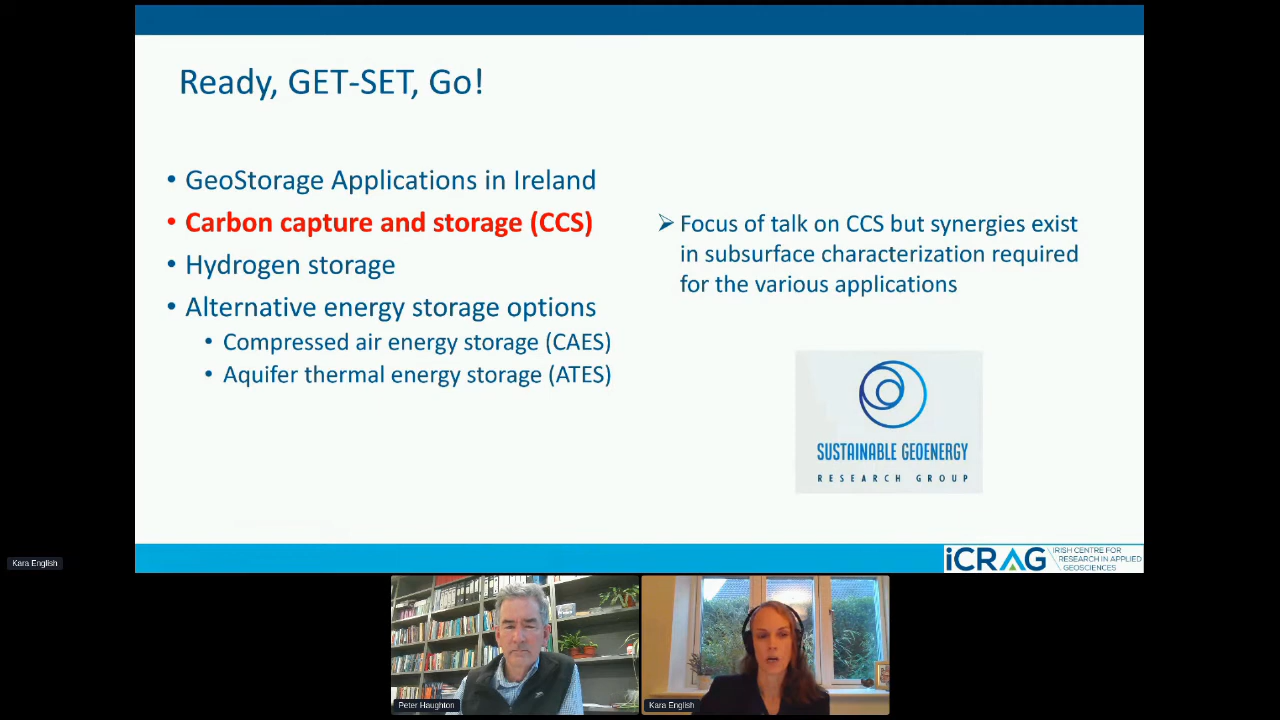 Ready, GET-SET, Go!
• GeoStorage Applications in Ireland
• Carbon capture and storage (CCS)
• Hydrogen storage
• Alternative energy storage options
• Compressed air energy storage (CAES)
• Aquifer thermal energy storage (ATES)
➢ Focus of talk on CCS but synergies exist
in subsurface characterization required
for the various applications
SUSTAINABLE GEOENERGY
RESEARCH GROUP
iCRAG
IRISH CENTRE FOR
RESEARCH IN APPLIED
GEOSCIENCES
Kara English
Peter Haughton
Kara English